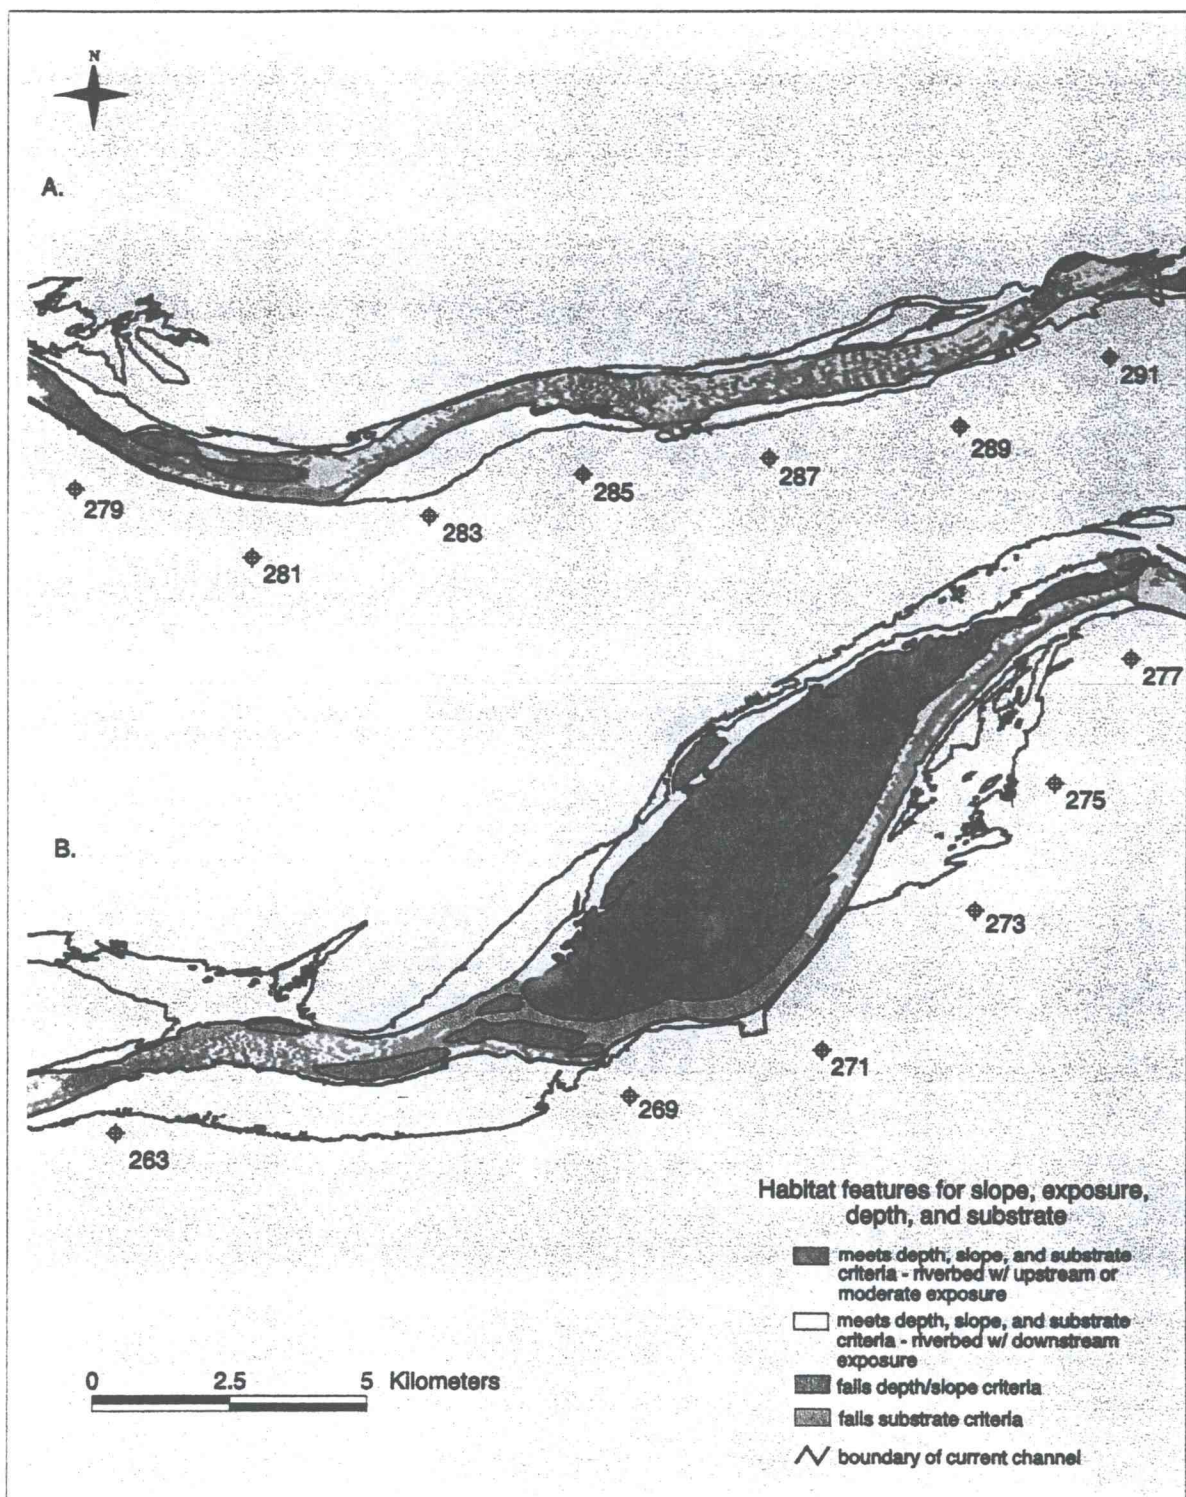 N
A.
291
289
287
285
279
283
281
277
275
B.
273
271
269
263
Habitat features for slope, exposure,
depth, and substrate
meets depth, slope, and substrate
criteria - riverbed w/ upstream or
moderate exposure
meets depth, slope, and substrate
criteria - riverbed w/ downstream
exposure
fails depth/slope criteria
fails substrate criteria
boundary of current channel
0 2.5 5 Kilometers